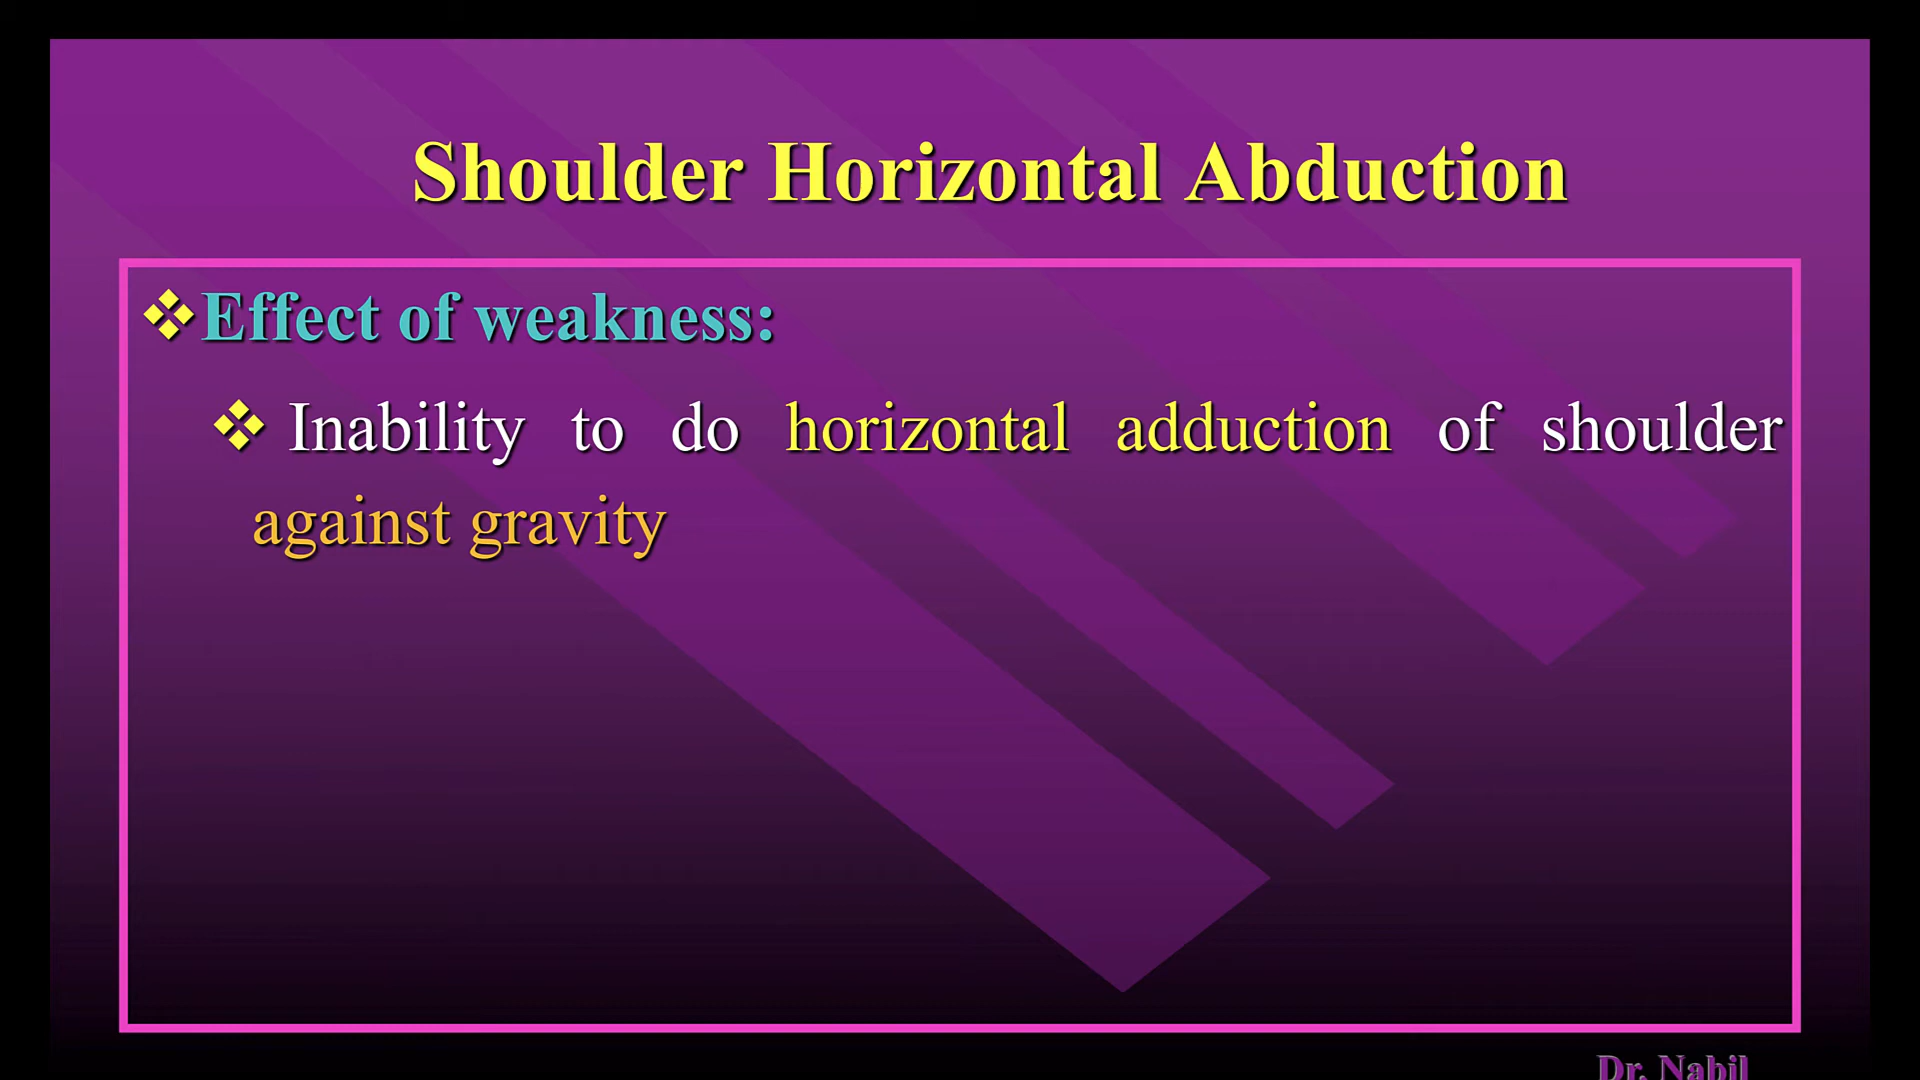 Shoulder Horizontal Abduction
Effect of weakness:
Inability to do horizontal adduction of shoulder
against gravity
Dr. Nabil